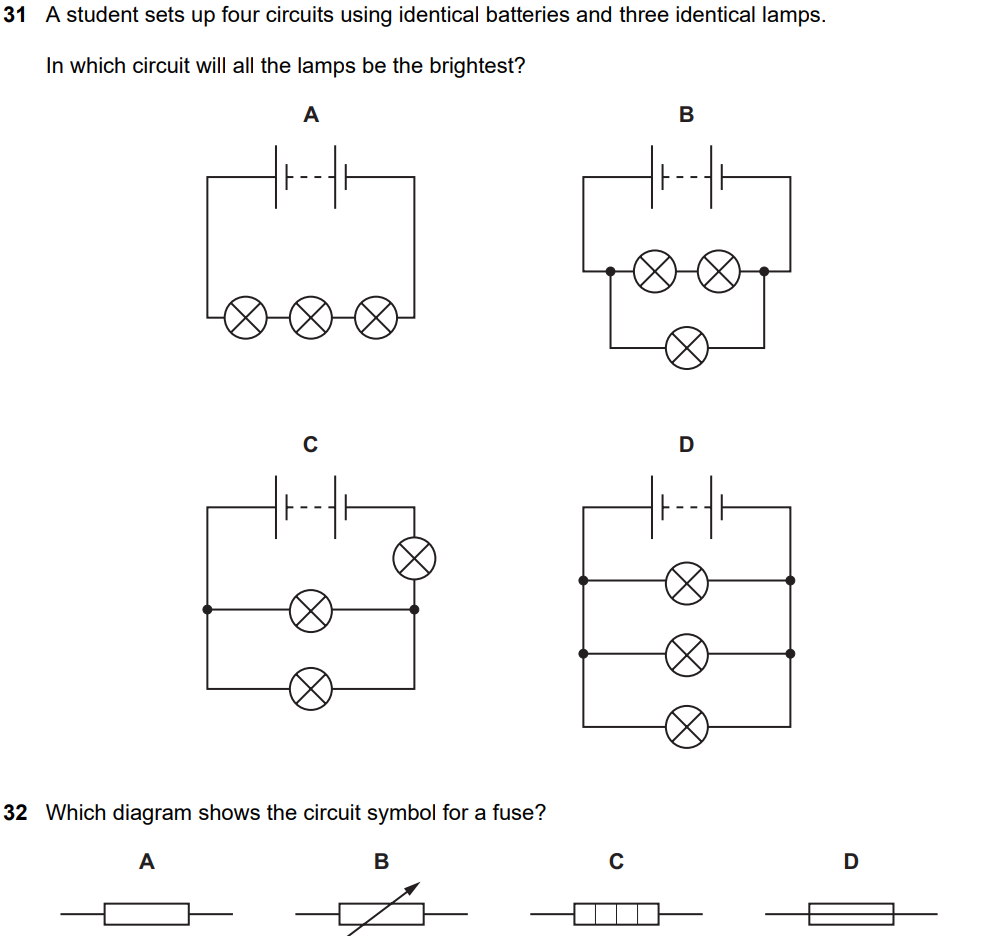 31 A student sets up four circuits using identical batteries and three identical lamps.
In which circuit will all the lamps be the brightest?
A B
C D
32 Which diagram shows the circuit symbol for a fuse?
A B C D